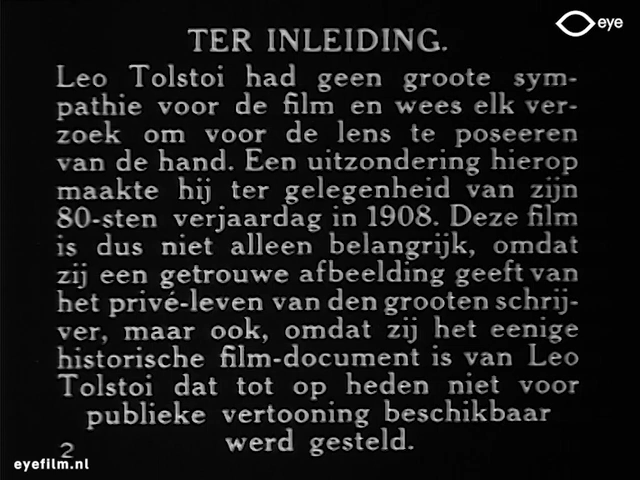 eye
TER INLEIDING.
Leo Tolstoi had geen groote sym-
pathie voor de film en wees elk ver-
zoek om voor de lens te poseeren
van de hand. Een uitzondering hierop
maakte hij ter gelegenheid van zijn
80-sten verjaardag in 1908. Deze film
is dus niet alleen belangrijk, omdat
zij een getrouwe afbeelding geeft van
het privé-leven van den grooten schrij-
ver, maar ook, omdat zij het eenige
historische film-document is van Leo
Tolstoi dat tot op heden niet voor
publieke vertooning beschikbaar
werd gesteld.
2
eyefilm.nl